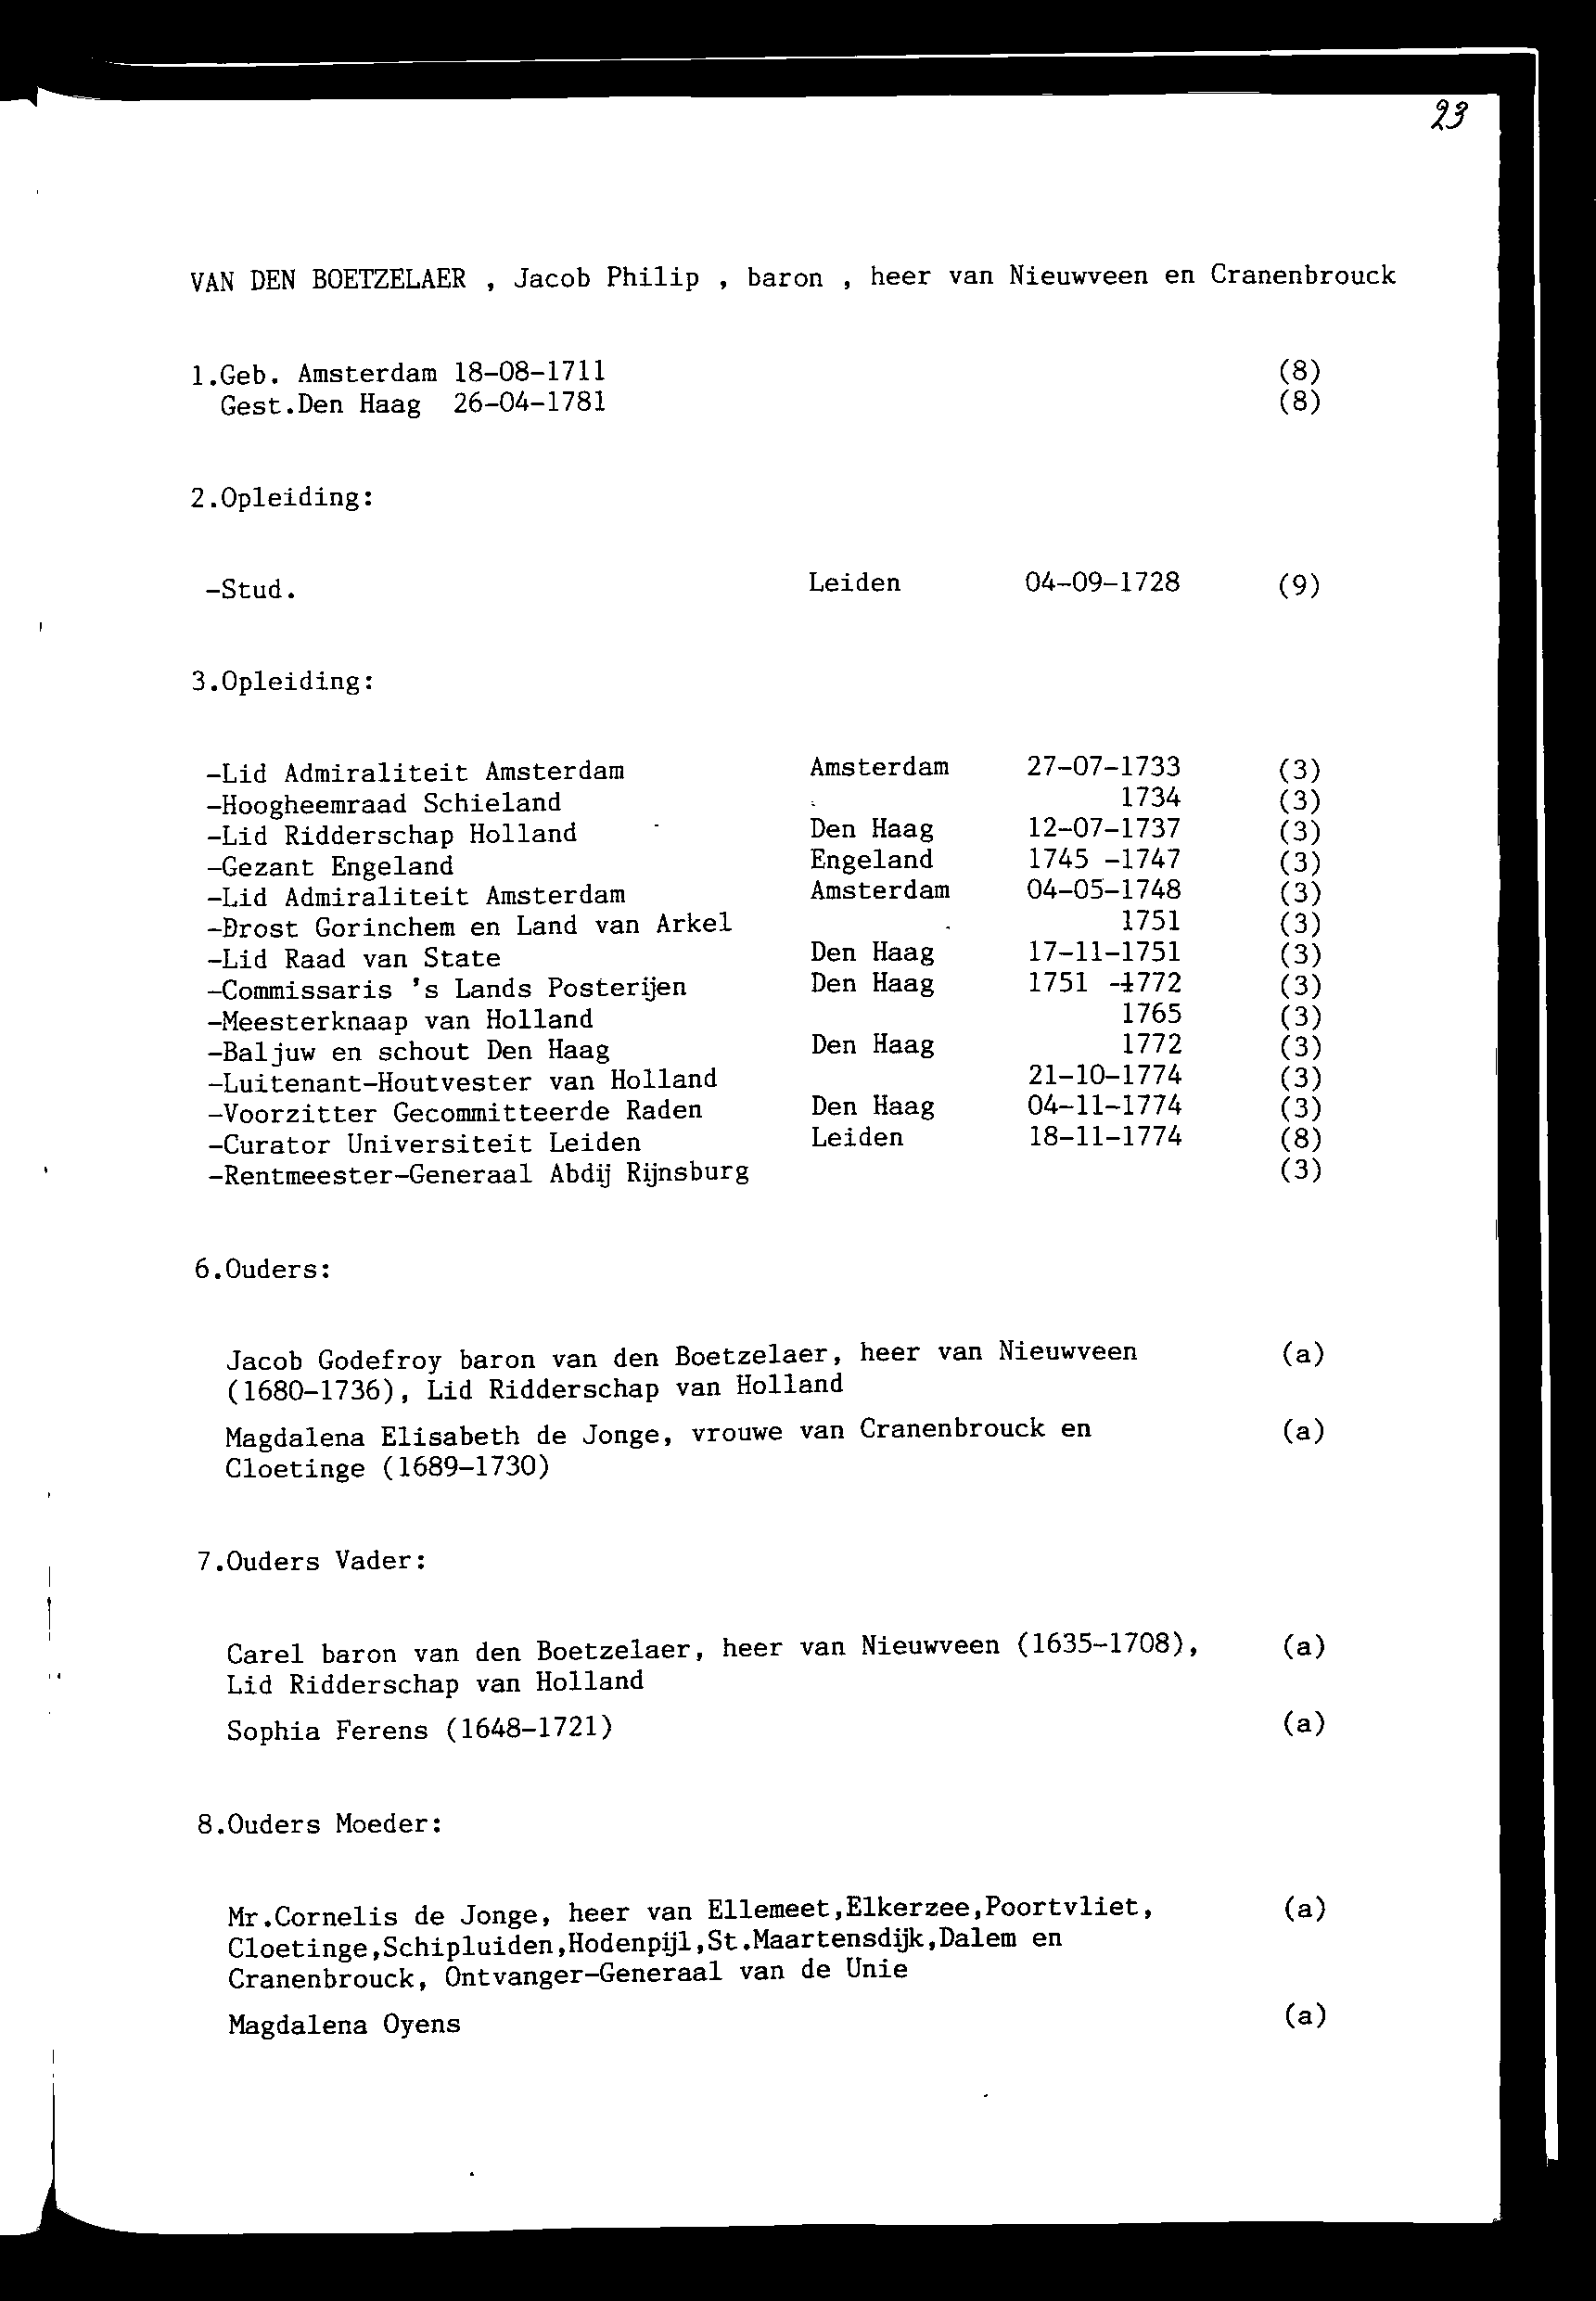 23
VAN DEN BOETZELAER , Jacob Philip , baron , heer van Nieuwveen en Cranenbrouck
1.Geb. Amsterdam 18-08-1711 (8)
Gest.Den Haag 26-04-1781 (8)
2.Opleiding:
-Stud. Leiden 04-09-1728 (9)
3.Opleiding:
-Lid Admiraliteit Amsterdam Amsterdam 27-07-1733 (3)
-Hoogheemraad Schieland 1734 (3)
-Lid Ridderschap Holland Den Haag 12-07-1737 (3)
-Gezant Engeland Engeland 1745 -1747 (3)
-Lid Admiraliteit Amsterdam Amsterdam 04-05-1748 (3)
-Drost Gorinchem en Land van Arkel 1751 (3)
-Lid Raad van State Den Haag 17-11-1751 (3)
-Commissaris 's Lands Posterijen Den Haag 1751 -1772 (3)
-Meesterknaap van Holland 1765 (3)
-Baljuw en schout Den Haag Den Haag 1772 (3)
-Luitenant-Houtvester van Holland 21-10-1774 (3)
-Voorzitter Gecommitteerde Raden Den Haag 04-11-1774 (3)
-Curator Universiteit Leiden Leiden 18-11-1774 (8)
-Rentmeester-Generaal Abdij Rijnsburg (3)
6.Ouders:
Jacob Godefroy baron van den Boetzelaer, heer van Nieuwveen (a)
(1680-1736), Lid Ridderschap van Holland
Magdalena Elisabeth de Jonge, vrouwe van Cranenbrouck en (a)
Cloetinge (1689-1730)
7.Ouders Vader:
Carel baron van den Boetzelaer, heer van Nieuwveen (1635-1708), (a)
Lid Ridderschap van Holland
Sophia Ferens (1648-1721) (a)
8.Ouders Moeder:
Mr.Cornelis de Jonge, heer van Ellemeet,Elkerzee,Poortvliet, (a)
Cloetinge,Schipluiden,Hodenpijl,St.Maartensdijk,Dalem en
Cranenbrouck, Ontvanger-Generaal van de Unie
Magdalena Oyens (a)